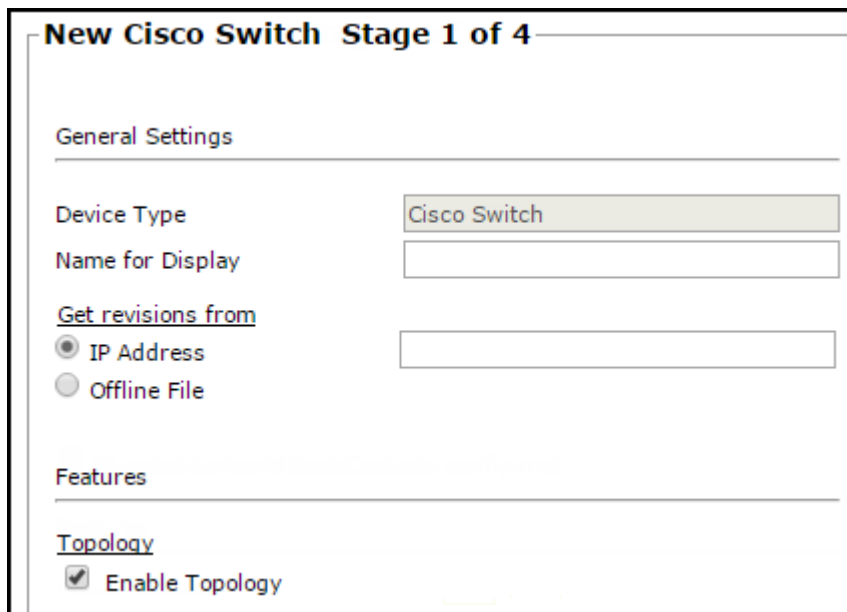 New Cisco Switch Stage 1 of 4
General Settings
Device Type Cisco Switch
Name for Display
Get revisions from
IP Address
Offline File
Features
Topology
Enable Topology